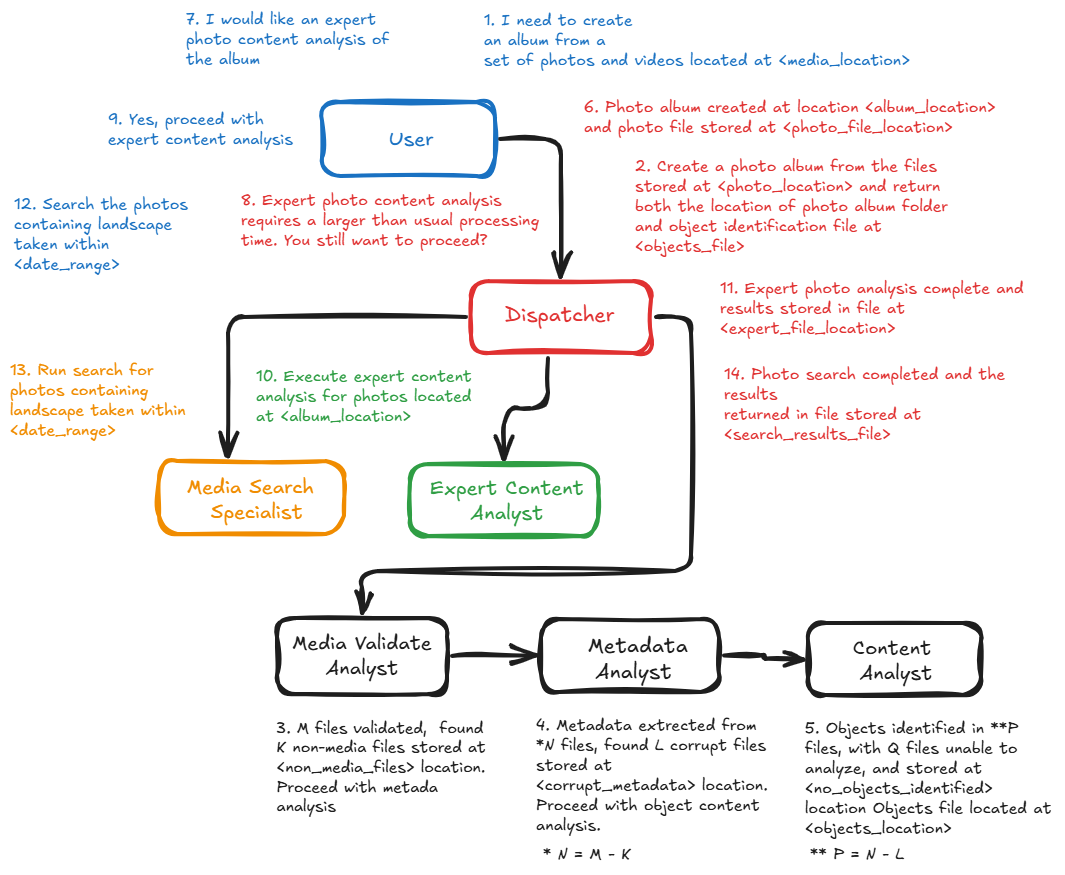 7. I would like an expert
photo content analysis of
the album
1. I need to create
an album from a
set of photos and videos located at <media_location>
9. Yes, proceed with
expert content analysis
User
6. Photo album created at location <album_location>
and photo file stored at <photo_file_location>
2. Create a photo album from the files
stored at <photo_location> and return
both the location of photo album folder
and object identification file at
<objects_file>
12. Search the photos
containing landscape
taken within
<date_range>
8. Expert photo content analysis
requires a larger than usual processing
time. You still want to proceed?
Dispatcher
11. Expert photo analysis complete and
results stored in file at
<expert_file_location>
13. Run search for
photos containing
landscape taken within
<date_range>
10. Execute expert content
analysis for photos located
at <album_location>
14. Photo search completed and the
results
returned in file stored at
<search_results_file>
Media Search
Specialist
Expert Content
Analyst
Media Validate
Analyst
Metadata
Analyst
Content
Analyst
3. M files validated, found
K non-media files stored at
<non_media_files> location.
Proceed with metada
analysis
4. Metadata extrected from
*N files, found L corrupt files
stored at
<corrupt_metadata> location.
Proceed with object content
analysis.
* N = M - K
5. Objects identified in **P
files, with Q files unable to
analyze, and stored at
<no_objects_identified>
location Objects file located at
<objects_location>
** P = N - L